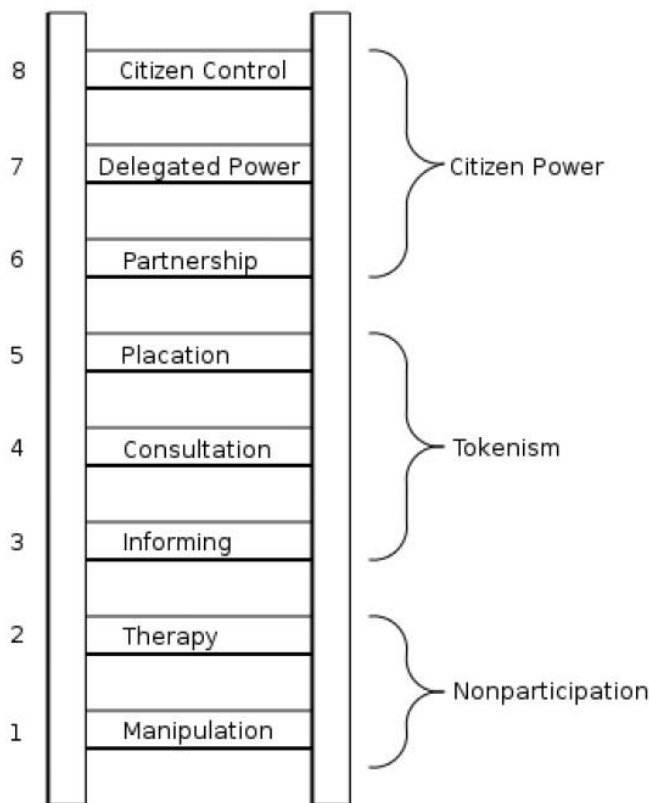 8 Citizen Control
7 Delegated Power
Citizen Power
6 Partnership
5 Placation
4 Consultation
Tokenism
3 Informing
2 Therapy
Nonparticipation
1 Manipulation